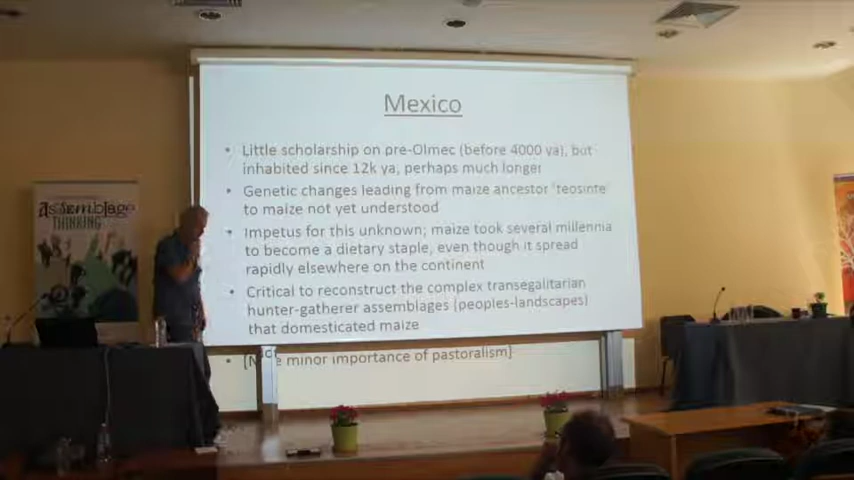 Mexico
• Little scholarship on pre-Olmec (before 4000 ya), but
inhabited since 12k ya, perhaps much longer
• Genetic changes leading from maize ancestor 'teosinte
to maize not yet understood
• Impetus for this unknown; maize took several millennia
to become a dietary staple, even though it spread
rapidly elsewhere on the continent
• Critical to reconstruct the complex transegalitarian
hunter-gatherer assemblages (peoples-landscapes)
that domesticated maize
minor importance of pastoralism]
ASSEMBLAGE
THINKING